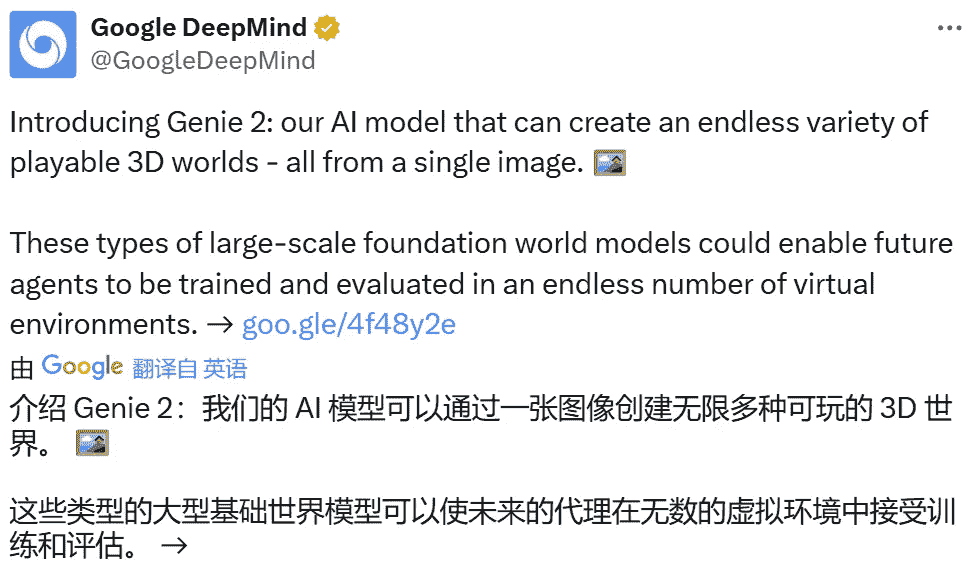 Google DeepMind
@GoogleDeepMind
Introducing Genie 2: our AI model that can create an endless variety of
playable 3D worlds - all from a single image. 🏞️
These types of large-scale foundation world models could enable future
agents to be trained and evaluated in an endless number of virtual
environments. → goo.gle/4f48y2e
由 Google 翻译自 英语
介绍 Genie 2：我们的 AI 模型可以通过一张图像创建无限多种可玩的 3D 世
界。 🏞️
这些类型的大型基础世界模型可以使未来的代理在无数的虚拟环境中接受训
练和评估。 →